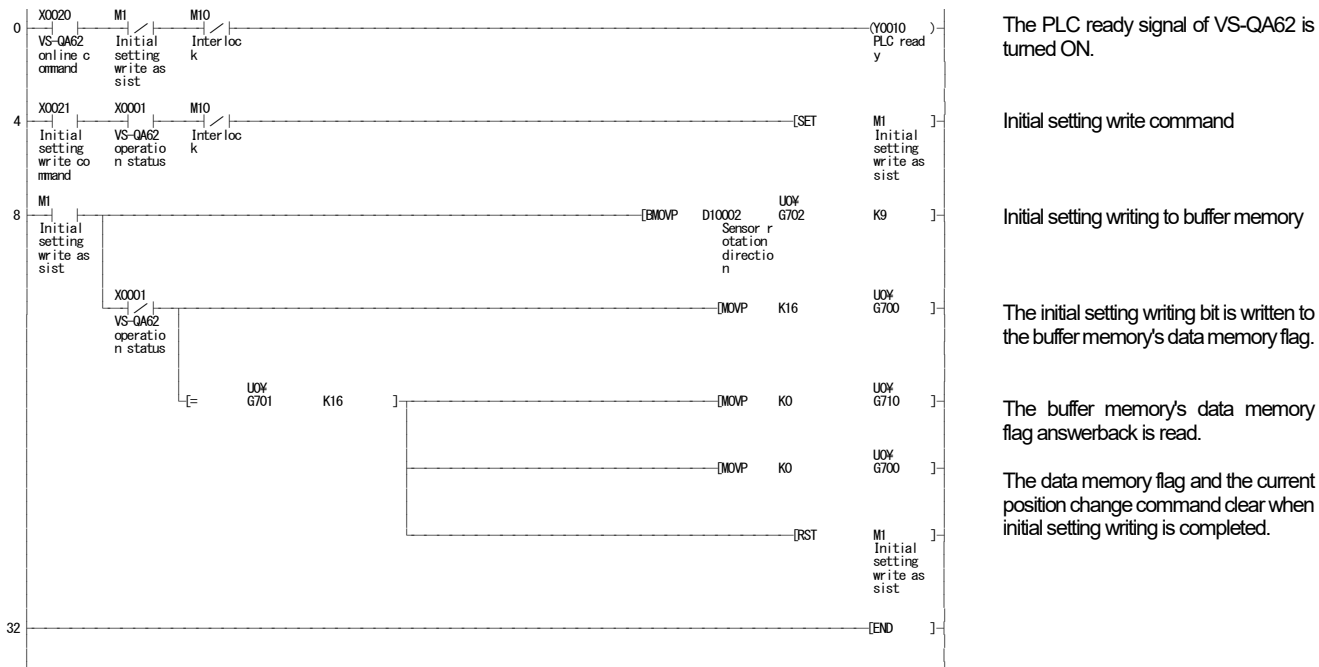 X0020 M1 M10
0 (Y0010 )
VS-QA62 Initial Interloc PLC read
online c setting k y
ommand write as
sist
The PLC ready signal of VS-QA62 is
turned ON.
X0021 X0001 M10
4 [SET M1 ]
Initial VS-QA62 Interloc Initial
setting operatio k setting
write co n status write as
mmand sist
Initial setting write command
M1 U0¥
8 [BMOVP D10002 G702 K9 ]
Initial Sensor r
setting otation
write as directio
sist n
Initial setting writing to buffer memory
X0001 U0¥
[MOVP K16 G700 ]
VS-QA62
operatio
n status
The initial setting writing bit is written to
the buffer memory's data memory flag.
U0¥ U0¥
[= G701 K16 ] [MOVP K0 G710 ]
The buffer memory's data memory
flag answerback is read.
U0¥
[MOVP K0 G700 ]
The data memory flag and the current
position change command clear when
initial setting writing is completed.
[RST M1 ]
Initial
setting
write as
sist
32 [END ]